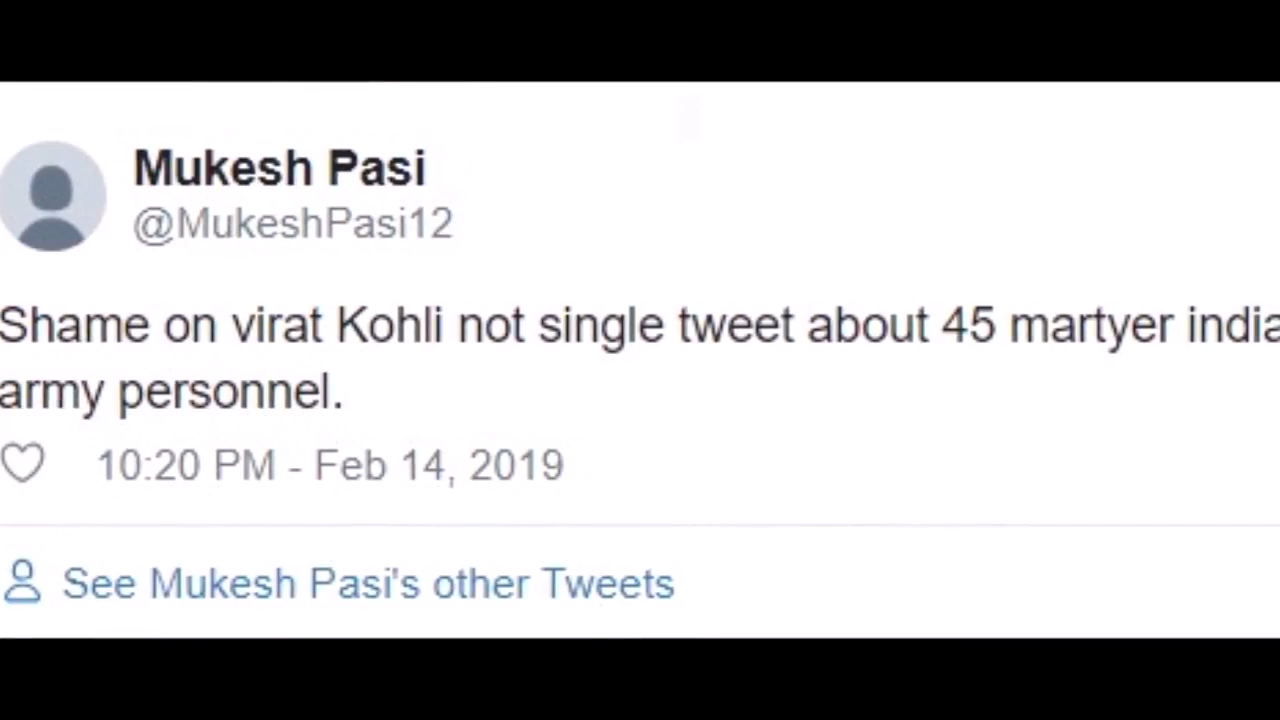 Mukesh Pasi
@MukeshPasi12
Shame on virat Kohli not single tweet about 45 martyer india
army personnel.
10:20 PM - Feb 14, 2019
See Mukesh Pasi's other Tweets